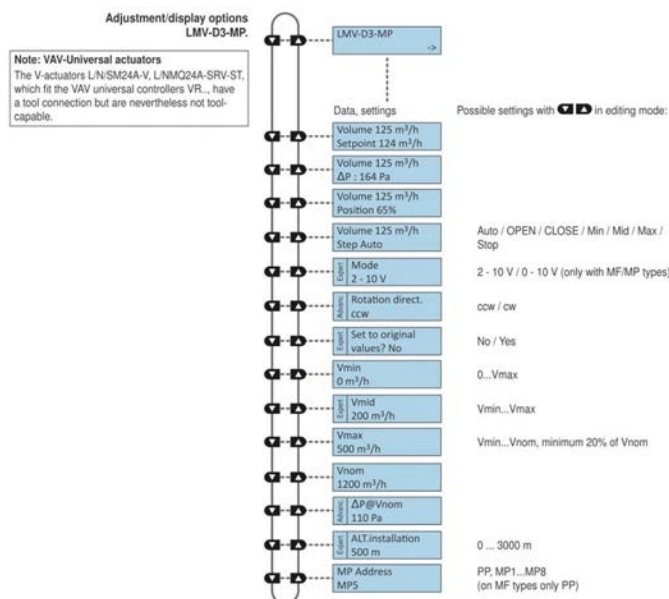 Adjustment/display options
LMV-D3-MP.
Note: VAV-Universal actuators
The V-actuators L/N/SM24A-V, L/NMQ24A-SRV-ST,
which fit the VAV universal controllers VR.., have
a tool connection but are nevertheless not tool-
capable.
LMV-D3-MP
->
Data, settings
Possible settings with ▼ ▲ in editing mode:
Volume 125 m³/h
Setpoint 124 m³/h
Volume 125 m³/h
ΔP : 164 Pa
Volume 125 m³/h
Position 65%
Volume 125 m³/h
Step Auto
Auto / OPEN / CLOSE / Min / Mid / Max /
Stop
Expert
Mode
2 - 10 V
2 - 10 V / 0 - 10 V (only with MF/MP types)
Advanc.
Rotation direct.
ccw
ccw / cw
Expert
Set to original
values? No
No / Yes
Vmin
0 m³/h
0...Vmax
Expert
Vmid
200 m³/h
Vmin...Vmax
Vmax
500 m³/h
Vmin...Vnom, minimum 20% of Vnom
Vnom
1200 m³/h
Advanc.
ΔP@Vnom
110 Pa
Expert
ALT.installation
500 m
0 ... 3000 m
MP Address
MP5
PP, MP1...MP8
(on MF types only PP)